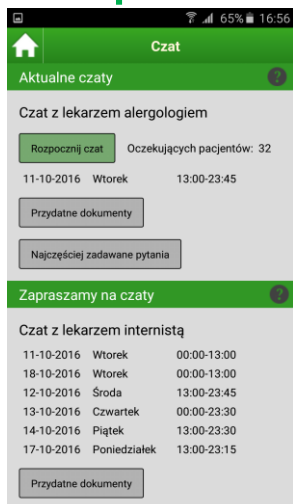 65% 16:56
Czat
Aktualne czaty ?
Czat z lekarzem alergologiem
Rozpocznij czat Oczekujących pacjentów: 32
11-10-2016 Wtorek 13:00-23:45
Przydatne dokumenty
Najczęściej zadawane pytania
Zapraszamy na czaty ?
Czat z lekarzem internistą
11-10-2016 Wtorek 00:00-13:00
18-10-2016 Wtorek 00:00-13:00
12-10-2016 Środa 13:00-23:45
13-10-2016 Czwartek 00:00-23:30
14-10-2016 Piątek 13:00-23:30
17-10-2016 Poniedziałek 13:00-23:15
Przydatne dokumenty